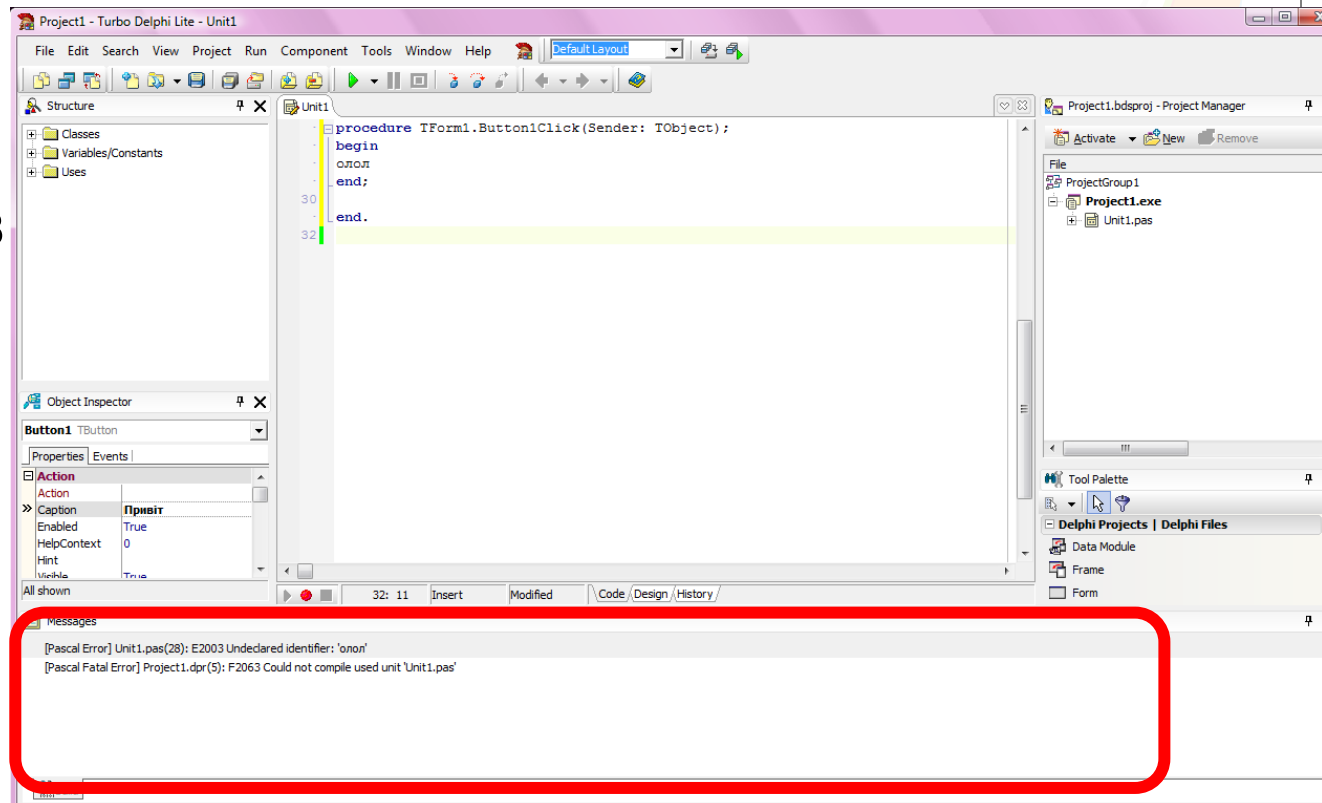 Project1 - Turbo Delphi Lite - Unit1
File Edit Search View Project Run Component Tools Window Help Default Layout
Structure
Classes
Variables/Constants
Uses
Unit1
procedure TForm1.Button1Click(Sender: TObject);
begin
олол
end;
30
end.
32
Project1.bdsproj - Project Manager
Activate New Remove
File
ProjectGroup1
Project1.exe
Unit1.pas
Object Inspector
Button1 TButton
Properties Events
Action
Action
Caption Привіт
Enabled True
HelpContext 0
Hint
Visible True
All shown
32: 11 Insert Modified Code Design History
Tool Palette
Delphi Projects | Delphi Files
Data Module
Frame
Form
Messages
[Pascal Error] Unit1.pas(28): E2003 Undeclared identifier: 'олол'
[Pascal Fatal Error] Project1.dpr(5): F2063 Could not compile used unit 'Unit1.pas'